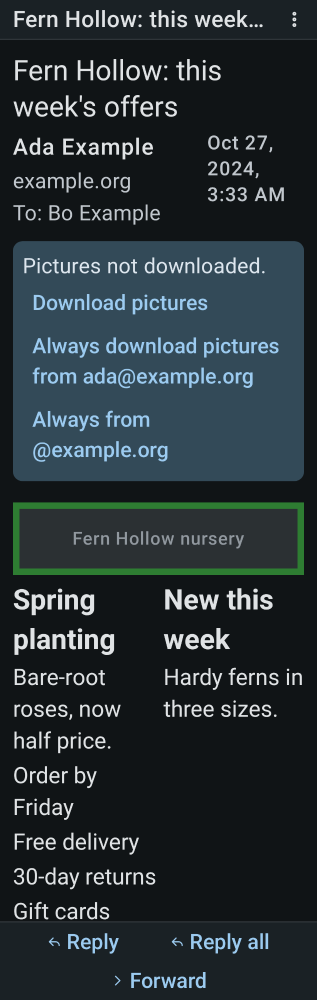 Fern Hollow: this week...
Fern Hollow: this
week's offers
Ada Example
example.org
To: Bo Example
Oct 27,
2024,
3:33 AM
Pictures not downloaded.
Download pictures
Always download pictures
from ada@example.org
Always from
@example.org
Fern Hollow nursery
Spring
planting
Bare-root
roses, now
half price.
Order by
Friday
Free delivery
30-day returns
Gift cards
New this
week
Hardy ferns in
three sizes.
Reply
Reply all
Forward